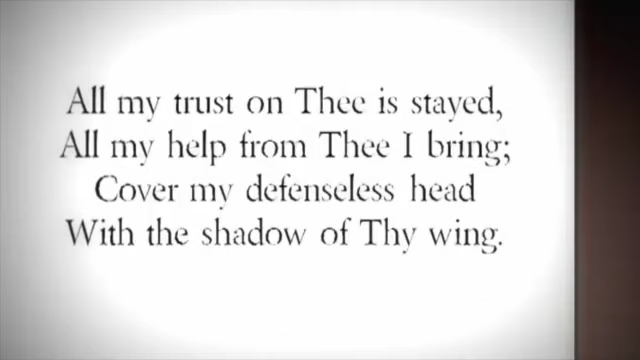 All my trust on Thee is stayed,
All my help from Thee I bring;
Cover my defenseless head
With the shadow of Thy wing.